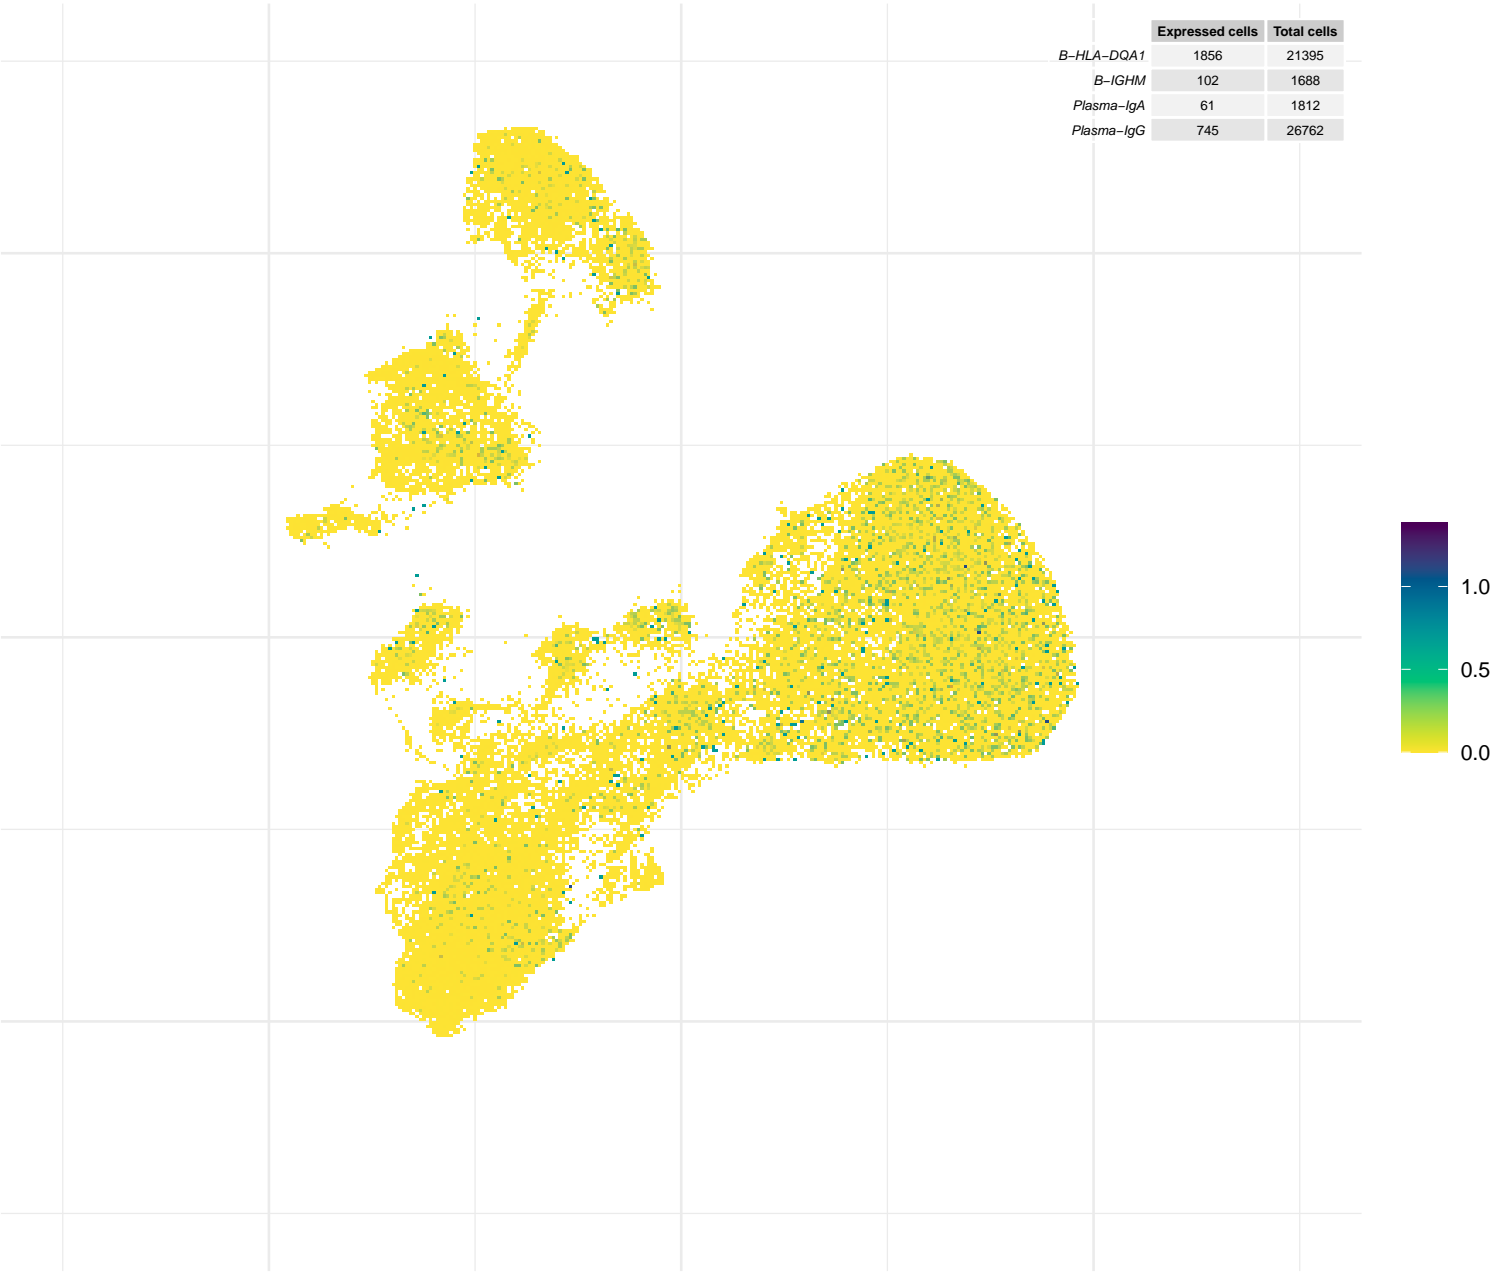 Expressed cells Total cells
B−HLA−DQA1 1856 21395
B−IGHM 102 1688
Plasma−IgA 61 1812
Plasma−IgG 745 26762
1.0
0.5
0.0